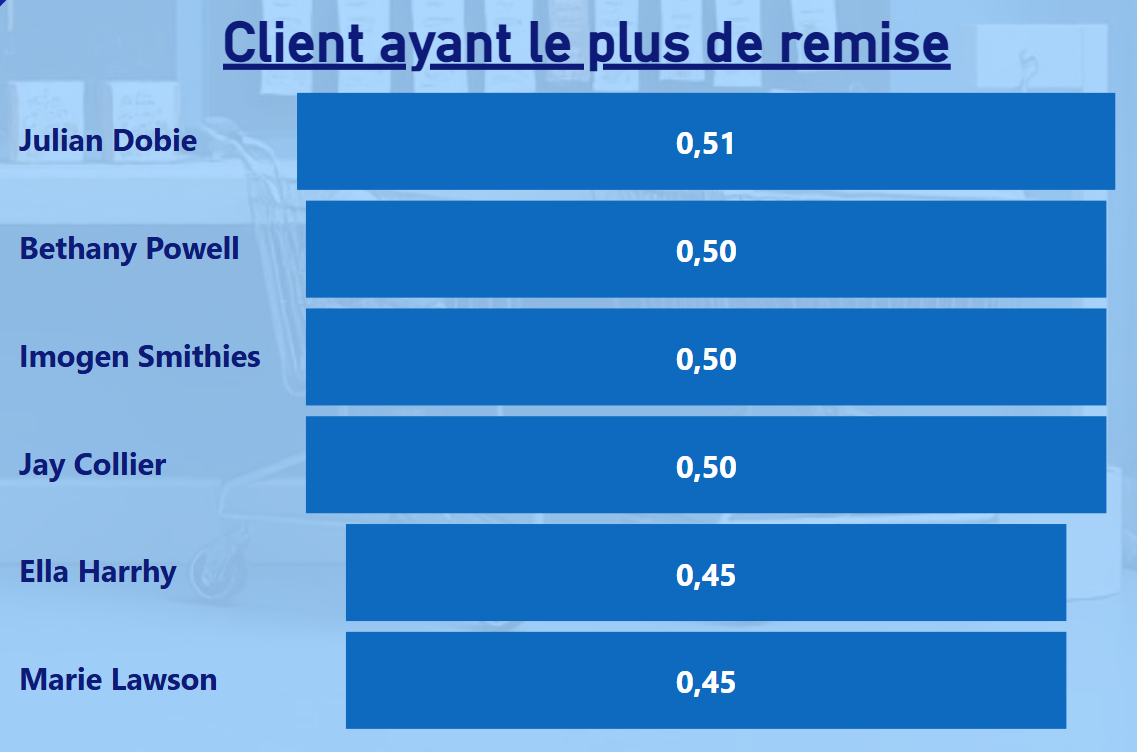 Client ayant le plus de remise
Julian Dobie 0,51
Bethany Powell 0,50
Imogen Smithies 0,50
Jay Collier 0,50
Ella Harrhy 0,45
Marie Lawson 0,45